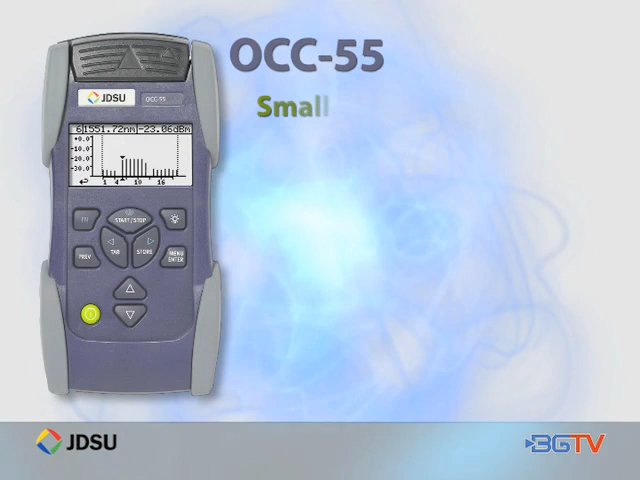 OCC-55
Small
JDSU OCC-55
6|1551.72nm|-23.06dBm
+0.0
-10.0
-20.0
-30.0
1 4 10 16
START/STOP
TAB STORE
PREV MENU
ENTER
JDSU BGTV